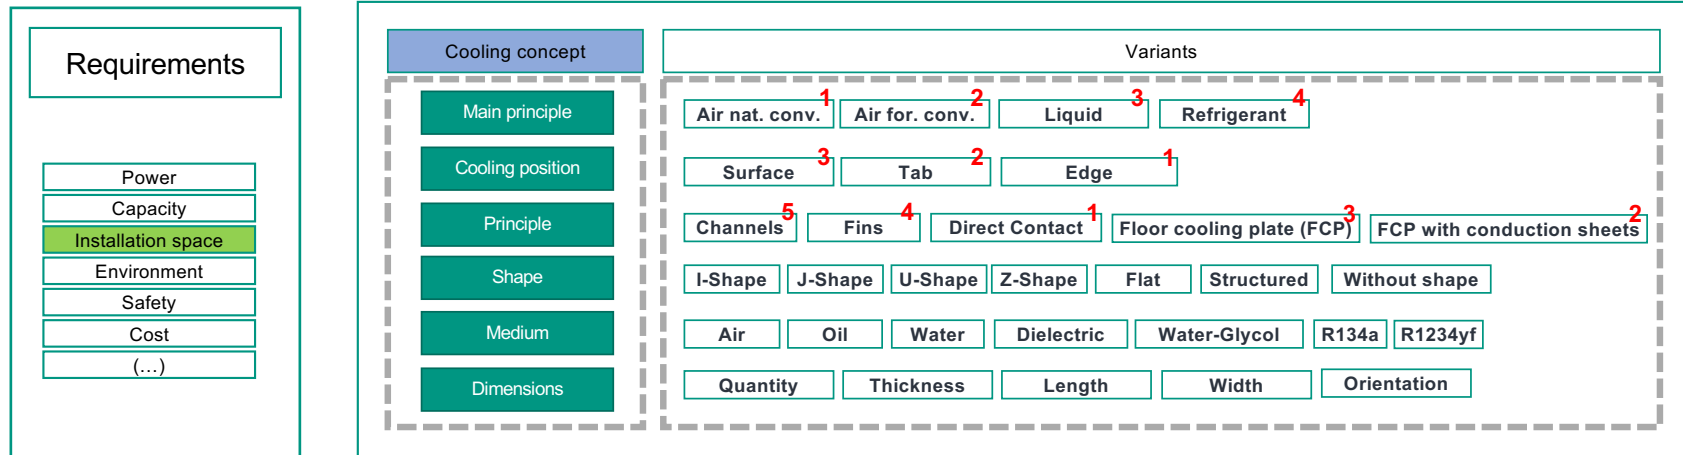 Requirements
Power
Capacity
Installation space
Environment
Safety
Cost
(…)
Cooling concept
Variants
Main principle
Air nat. conv. 1 Air for. conv. 2 Liquid 3 Refrigerant 4
Cooling position
Surface 3 Tab 2 Edge 1
Principle
Channels 5 Fins 4 Direct Contact 1 Floor cooling plate (FCP) 3 FCP with conduction sheets 2
Shape
I-Shape J-Shape U-Shape Z-Shape Flat Structured Without shape
Medium
Air Oil Water Dielectric Water-Glycol R134a R1234yf
Dimensions
Quantity Thickness Length Width Orientation